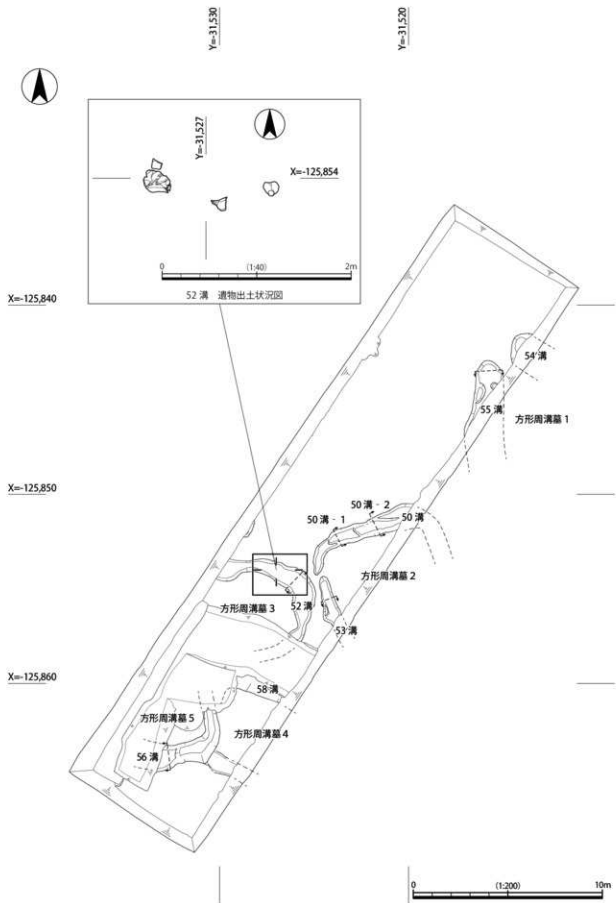 Y=-31,530
Y=-31,520
Y=-31,527
X=-125,854
0
(1:40)
2m
52 溝　遺物出土状況図
X=-125,840
54 溝
55 溝
方形周溝墓 1
X=-125,850
50 溝 - 2
50 溝 - 1
50 溝
方形周溝墓 2
方形周溝墓 3
52 溝
53 溝
X=-125,860
58 溝
方形周溝墓 5
方形周溝墓 4
56 溝
0
(1:200)
10m